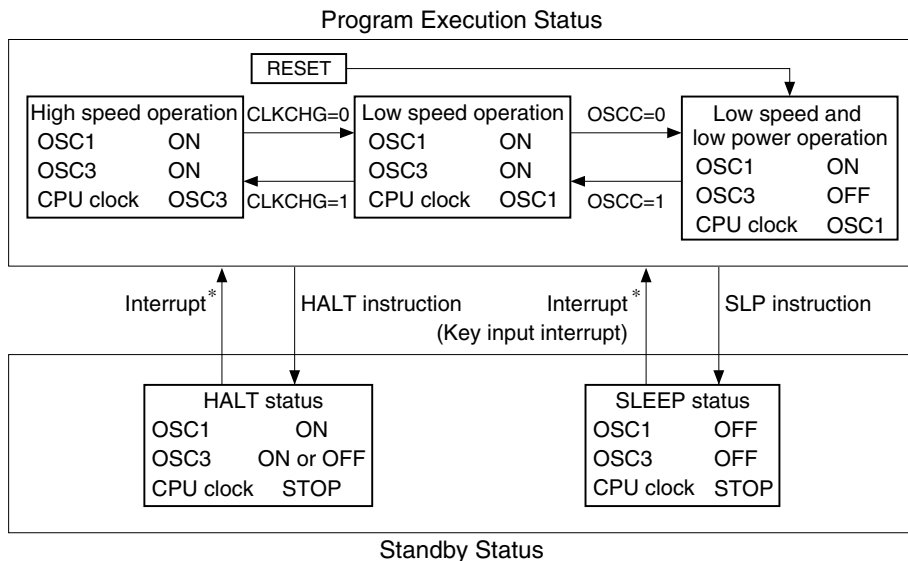 Program Execution Status
RESET
High speed operation
OSC1 ON
OSC3 ON
CPU clock OSC3
CLKCHG=0
CLKCHG=1
Low speed operation
OSC1 ON
OSC3 ON
CPU clock OSC1
OSCC=0
OSCC=1
Low speed and
low power operation
OSC1 ON
OSC3 OFF
CPU clock OSC1
Interrupt*
HALT instruction
Interrupt*
(Key input interrupt)
SLP instruction
HALT status
OSC1 ON
OSC3 ON or OFF
CPU clock STOP
SLEEP status
OSC1 OFF
OSC3 OFF
CPU clock STOP
Standby Status